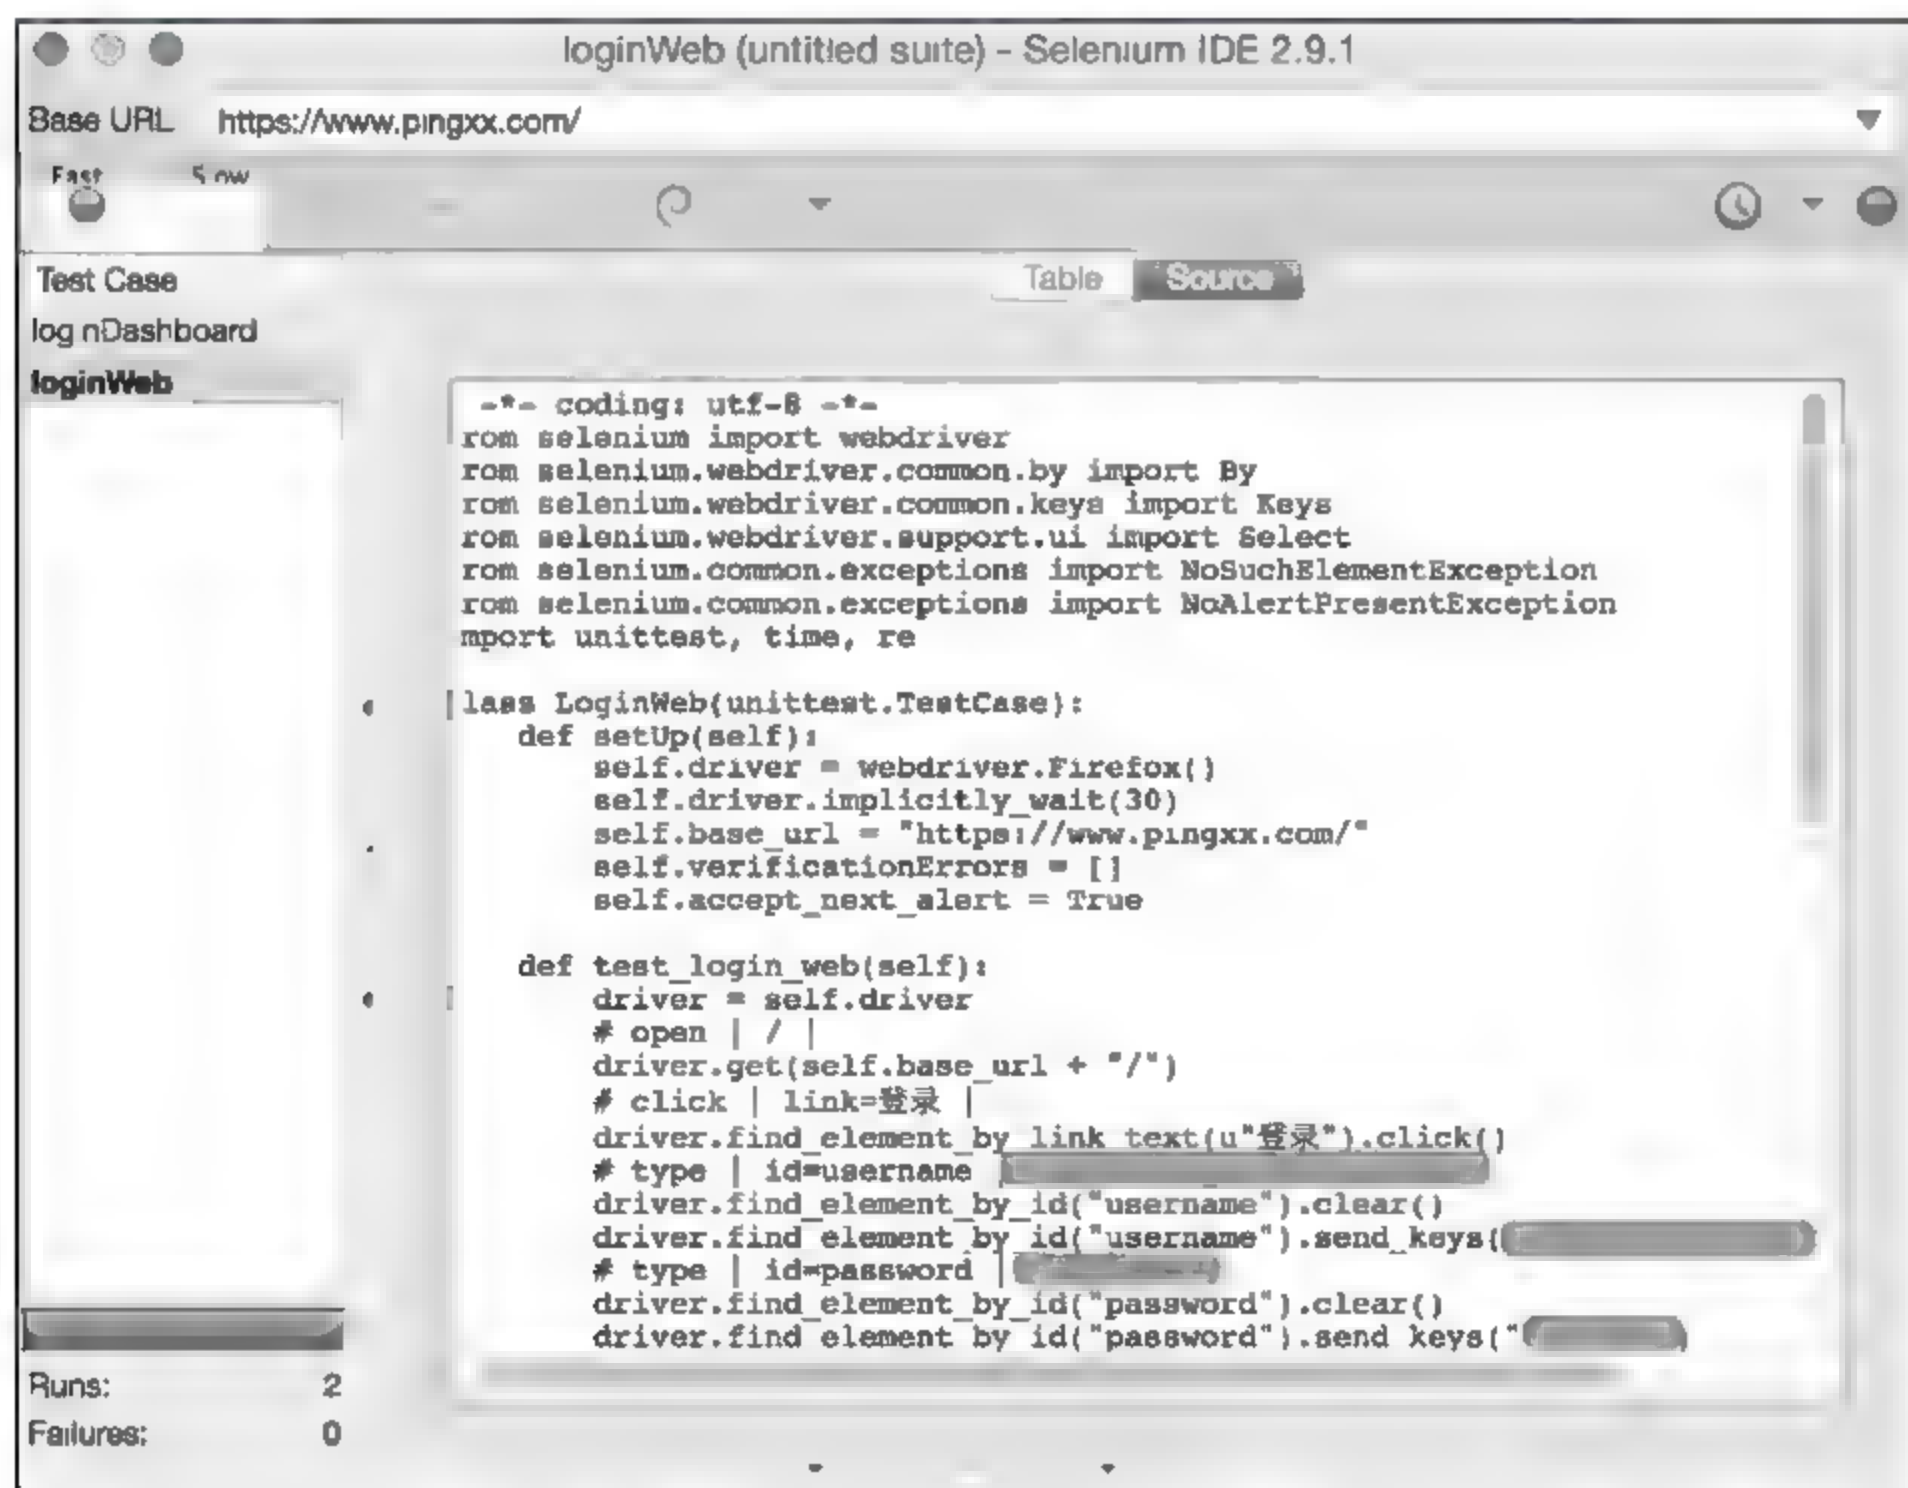 loginWeb (untitled suite) - Selenium IDE 2.9.1
Base URL https://www.pingxx.com/
Fast S ow
Test Case
Table Source
log nDashboard
loginWeb
-*- coding: utf-8 -*-
rom selenium import webdriver
rom selenium.webdriver.common.by import By
rom selenium.webdriver.common.keys import Keys
rom selenium.webdriver.support.ui import Select
rom selenium.common.exceptions import NoSuchElementException
rom selenium.common.exceptions import NoAlertPresentException
mport unittest, time, re
lass LoginWeb(unittest.TestCase):
def setUp(self):
self.driver = webdriver.Firefox()
self.driver.implicitly_wait(30)
self.base_url = "https://www.pingxx.com/"
self.verificationErrors = []
self.accept_next_alert = True
def test_login_web(self):
driver = self.driver
# open | / |
driver.get(self.base_url + "/")
# click | link=登录 |
driver.find_element_by_link_text(u"登录").click()
# type | id=username
driver.find_element_by_id("username").clear()
driver.find_element_by_id("username").send_keys(
# type | id=password |
driver.find_element_by_id("password").clear()
driver.find_element_by_id("password").send_keys("
Runs: 2
Failures: 0